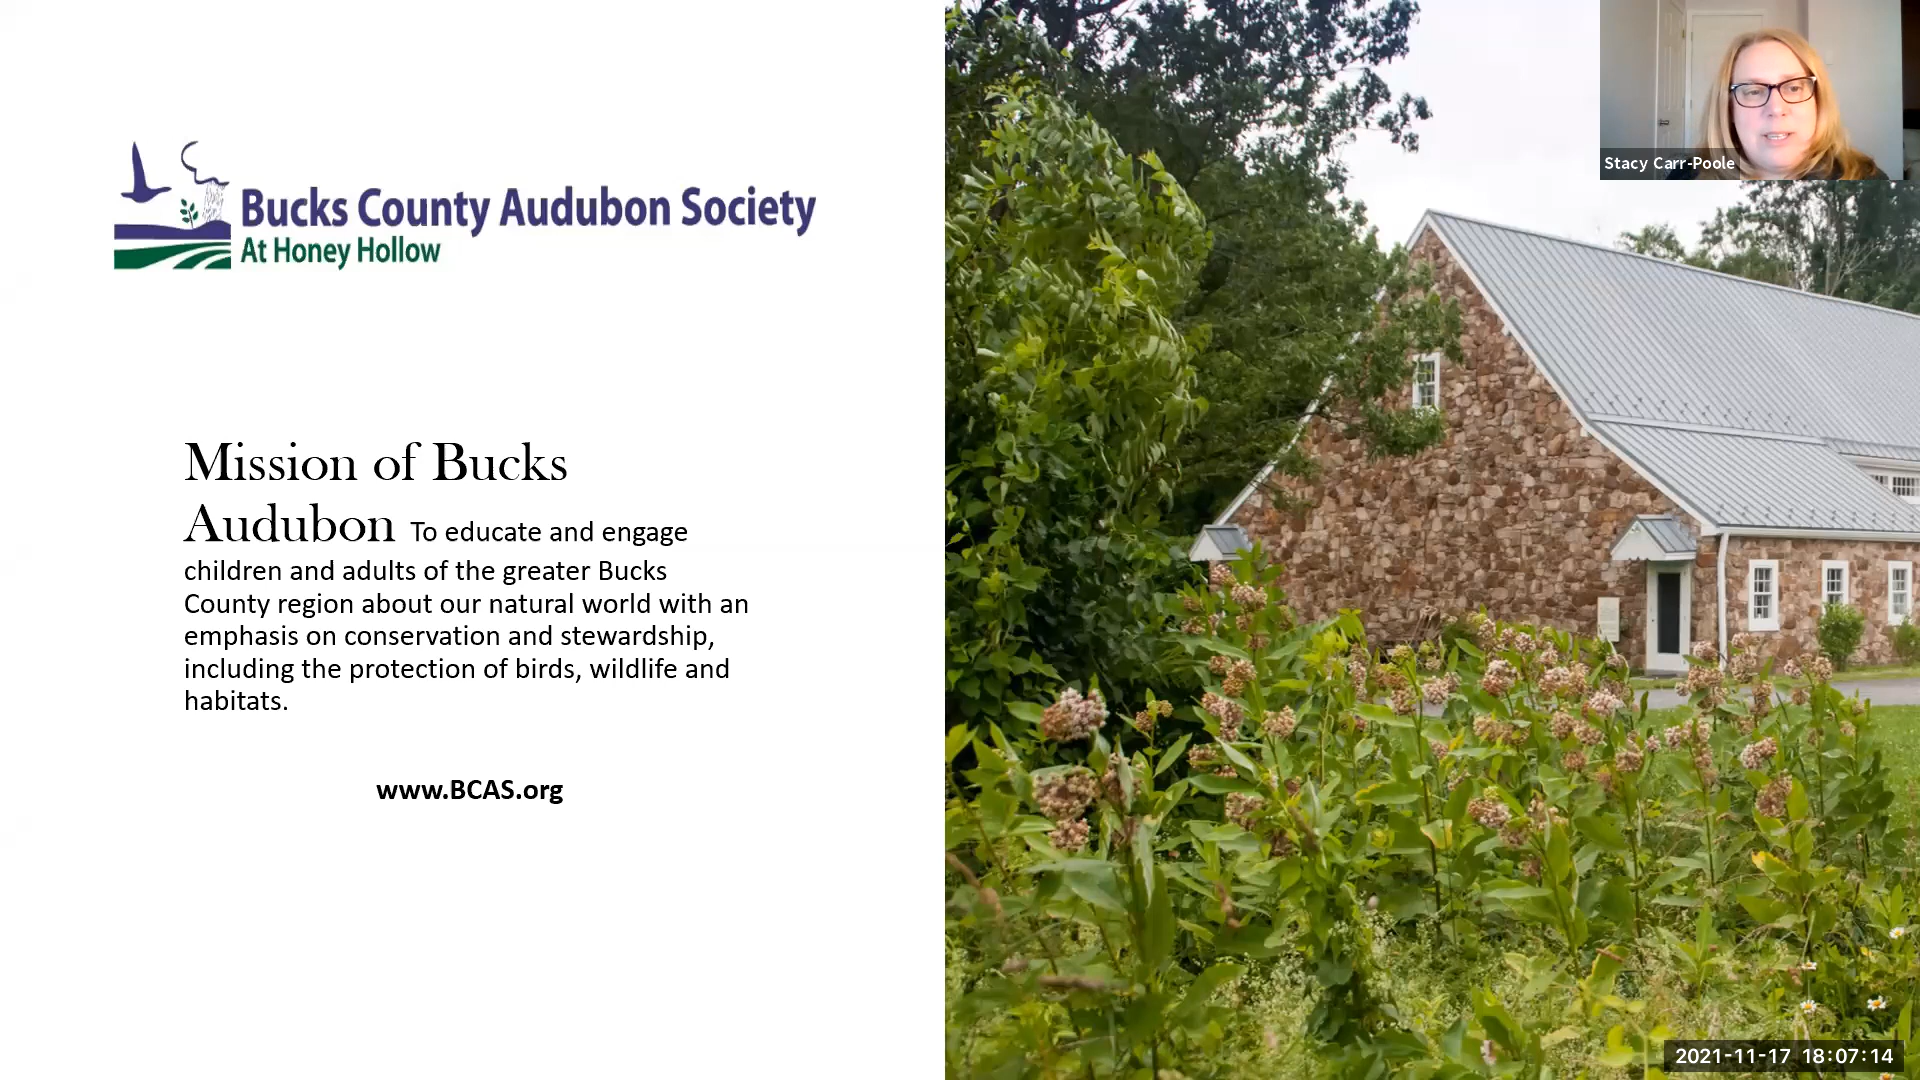 Bucks County Audubon Society
At Honey Hollow
Mission of Bucks
Audubon To educate and engage
children and adults of the greater Bucks
County region about our natural world with an
emphasis on conservation and stewardship,
including the protection of birds, wildlife and
habitats.
www.BCAS.org
Stacy Carr-Poole
2021-11-17 18:07:14